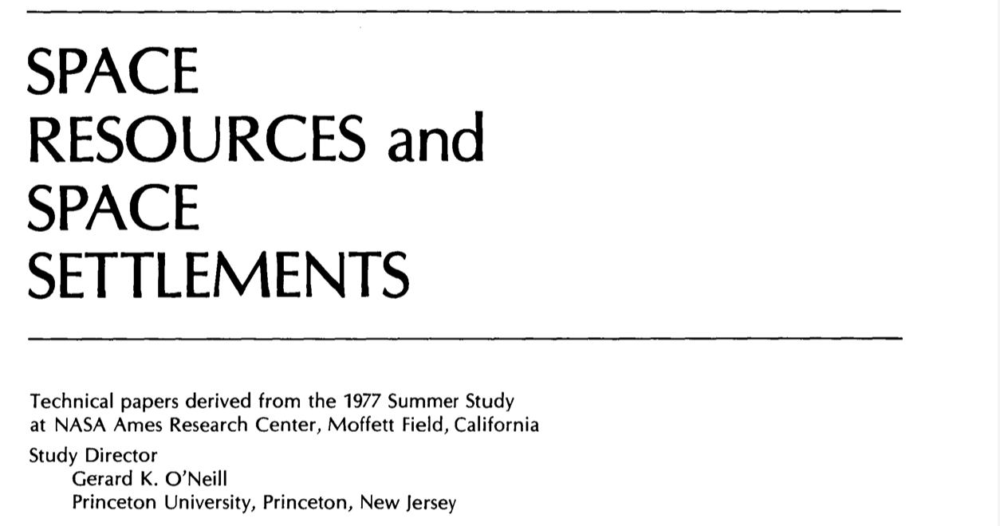 SPACE
RESOURCES and
SPACE
SETTLEMENTS
Technical papers derived from the 1977 Summer Study
at NASA Ames Research Center, Moffett Field, California
Study Director
Gerard K. O'Neill
Princeton University, Princeton, New Jersey